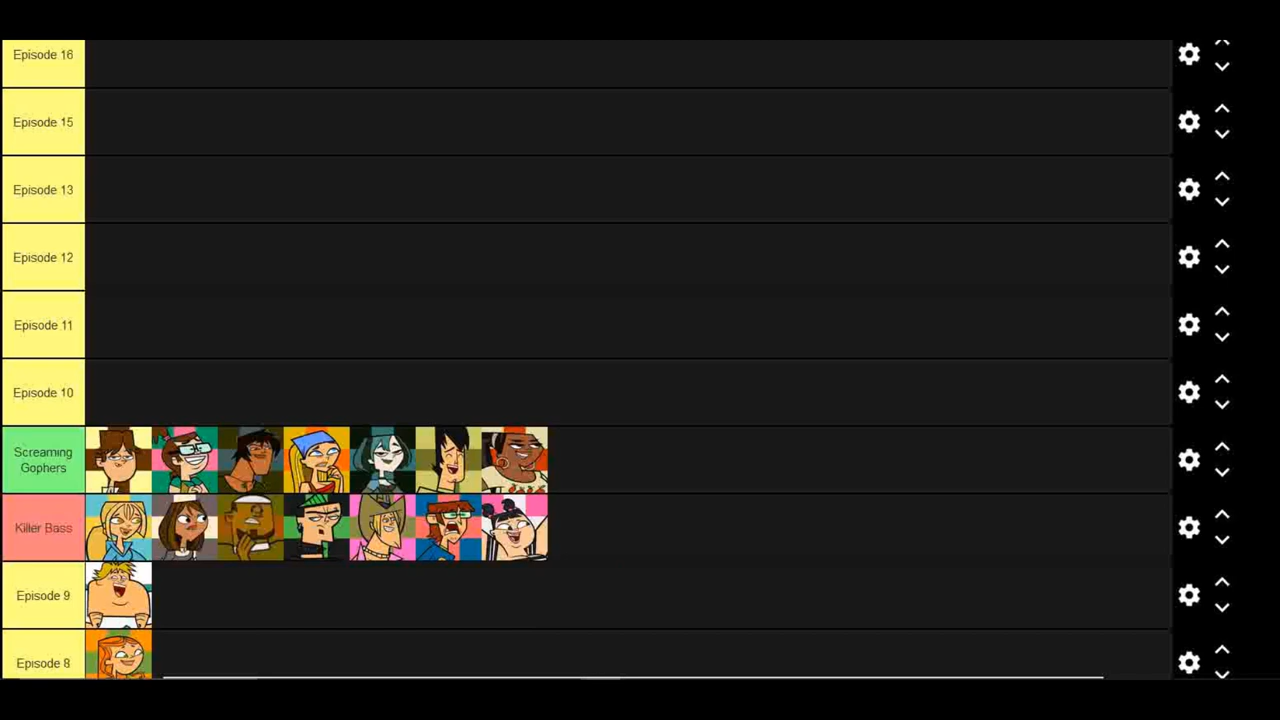 Episode 16
Episode 15
Episode 13
Episode 12
Episode 11
Episode 10
Screaming
Gophers
Killer Bass
Episode 9
Episode 8